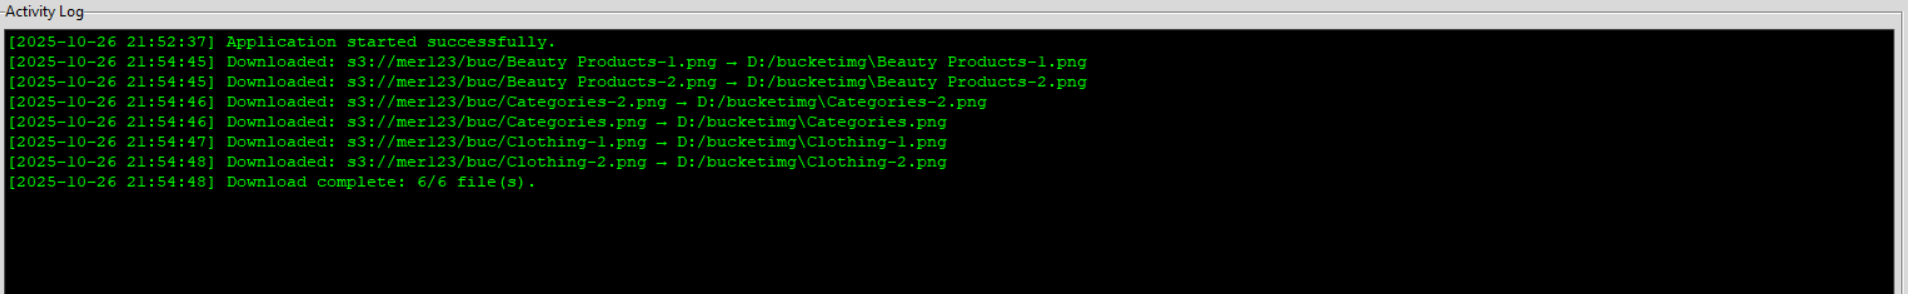 Activity Log
[2025-10-26 21:52:37] Application started successfully.
[2025-10-26 21:54:45] Downloaded: s3://mer123/buc/Beauty Products-1.png → D:/bucketimg\Beauty Products-1.png
[2025-10-26 21:54:45] Downloaded: s3://mer123/buc/Beauty Products-2.png → D:/bucketimg\Beauty Products-2.png
[2025-10-26 21:54:46] Downloaded: s3://mer123/buc/Categories-2.png → D:/bucketimg\Categories-2.png
[2025-10-26 21:54:46] Downloaded: s3://mer123/buc/Categories.png → D:/bucketimg\Categories.png
[2025-10-26 21:54:47] Downloaded: s3://mer123/buc/Clothing-1.png → D:/bucketimg\Clothing-1.png
[2025-10-26 21:54:48] Downloaded: s3://mer123/buc/Clothing-2.png → D:/bucketimg\Clothing-2.png
[2025-10-26 21:54:48] Download complete: 6/6 file(s).